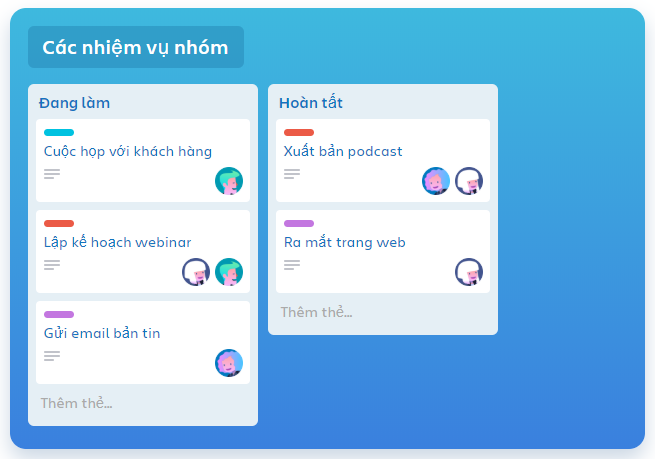 Các nhiệm vụ nhóm
Đang làm
Cuộc họp với khách hàng
Lập kế hoạch webinar
Gửi email bản tin
Thêm thẻ...
Hoàn tất
Xuất bản podcast
Ra mắt trang web
Thêm thẻ...